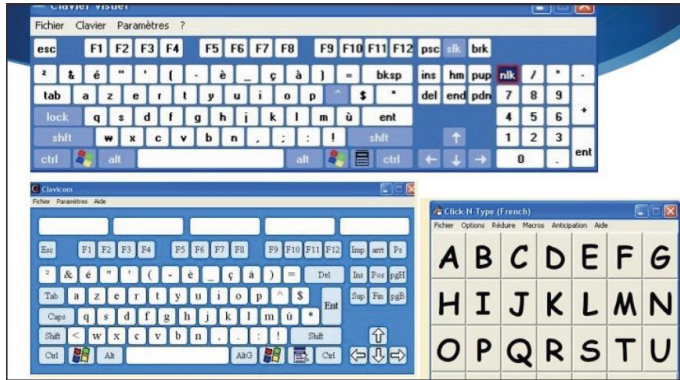 Clavier visuel
Fichier Clavier Paramètres ?
esc F1 F2 F3 F4 F5 F6 F7 F8 F9 F10 F11 F12 psc slk brk
² & é " ' ( - è _ ç à ) = bksp ins hm pup nlk / * -
tab a z e r t y u i o p ^ $ * del end pdn 7 8 9 +
lock q s d f g h j k l m ù ent 4 5 6
shft w x c v b n , ; : ! shft ↑ 1 2 3 ent
ctrl alt alt ctrl ← ↓ → 0 .
Clavicom
Fichier Paramètres Aide
Esc F1 F2 F3 F4 F5 F6 F7 F8 F9 F10 F11 F12 Imp arrt Ps
² & é " ' ( - è _ ç à ) = Del Ins Pos pgH
Tab a z e r t y u i o p ^ $ Ent Sup Fin pgB
Caps q s d f g h j k l m ù *
Shift < w x c v b n , . : ! Shift ⇧
Ctrl Alt AltG Ctrl ⇦ ⇩ ⇨
Click-N-Type (French)
Fichier Options Réduire Macros Anticipation Aide
A B C D E F G
H I J K L M N
O P Q R S T U